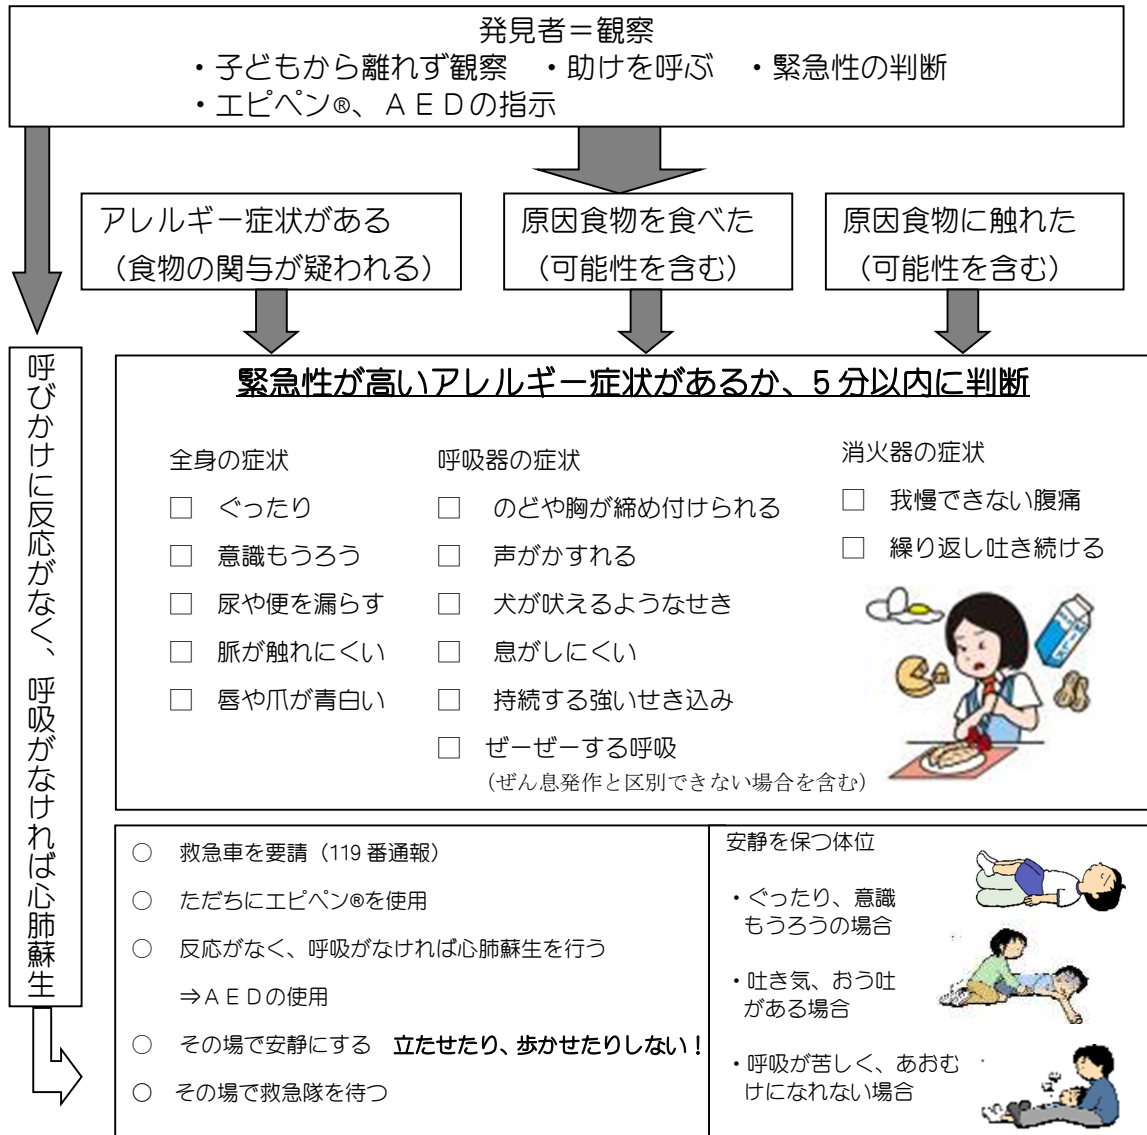 発見者＝観察
・子どもから離れず観察　・助けを呼ぶ　・緊急性の判断
・エピペン®、ＡＥＤの指示
アレルギー症状がある
（食物の関与が疑われる）
原因食物を食べた
（可能性を含む）
原因食物に触れた
（可能性を含む）
呼びかけに反応がなく、呼吸がなければ心肺蘇生
緊急性が高いアレルギー症状があるか、５分以内に判断
全身の症状
□　ぐったり
□　意識もうろう
□　尿や便を漏らす
□　脈が触れにくい
□　唇や爪が青白い
呼吸器の症状
□　のどや胸が締め付けられる
□　声がかすれる
□　犬が吠えるようなせき
□　息がしにくい
□　持続する強いせき込み
□　ぜーぜーする呼吸
（ぜん息発作と区別できない場合を含む）
消火器の症状
□　我慢できない腹痛
□　繰り返し吐き続ける
MILK
○　救急車を要請（119 番通報）
○　ただちにエピペン®を使用
○　反応がなく、呼吸がなければ心肺蘇生を行う
⇒ＡＥＤの使用
○　その場で安静にする　立たせたり、歩かせたりしない！
○　その場で救急隊を待つ
安静を保つ体位
・ぐったり、意識
もうろうの場合
・吐き気、おう吐
がある場合
・呼吸が苦しく、あおむ
けになれない場合